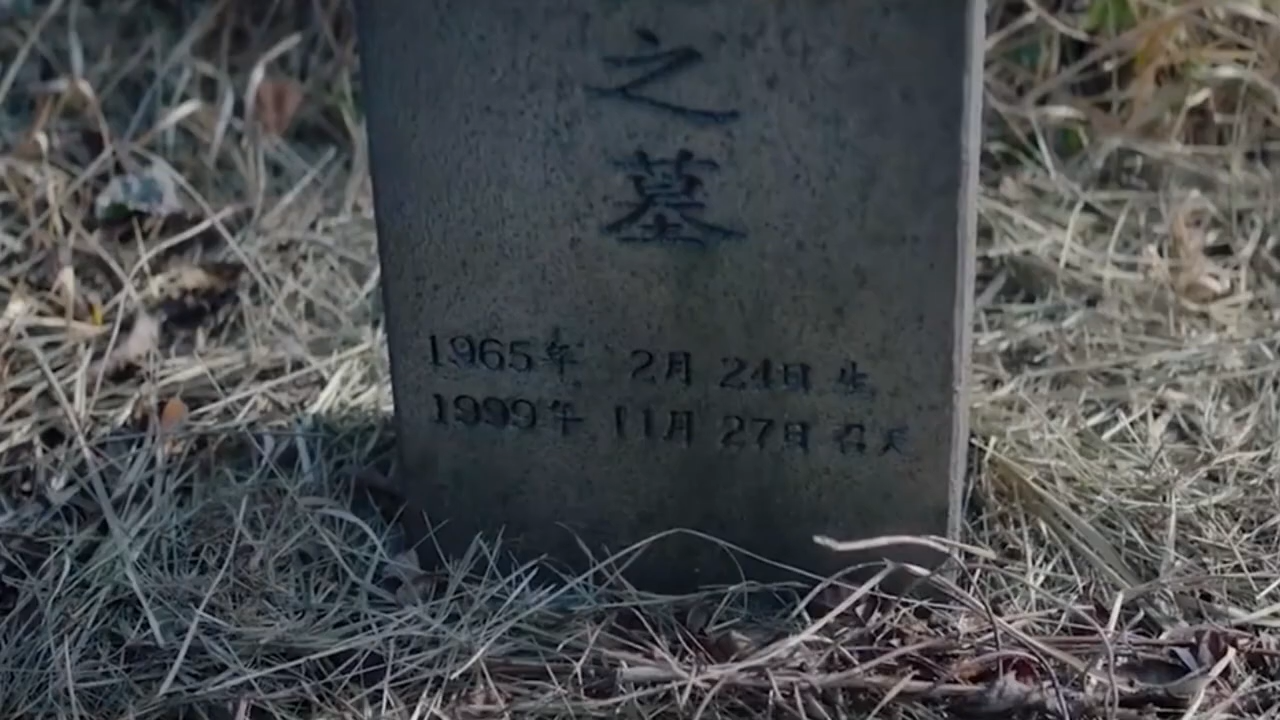 之
墓
1965年 2月 24日 生
1999年 11月 27日 召天